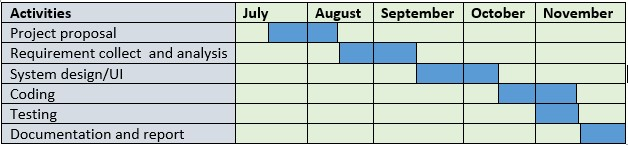 Activities July August September October November
Project proposal
Requirement collect and analysis
System design/UI
Coding
Testing
Documentation and report